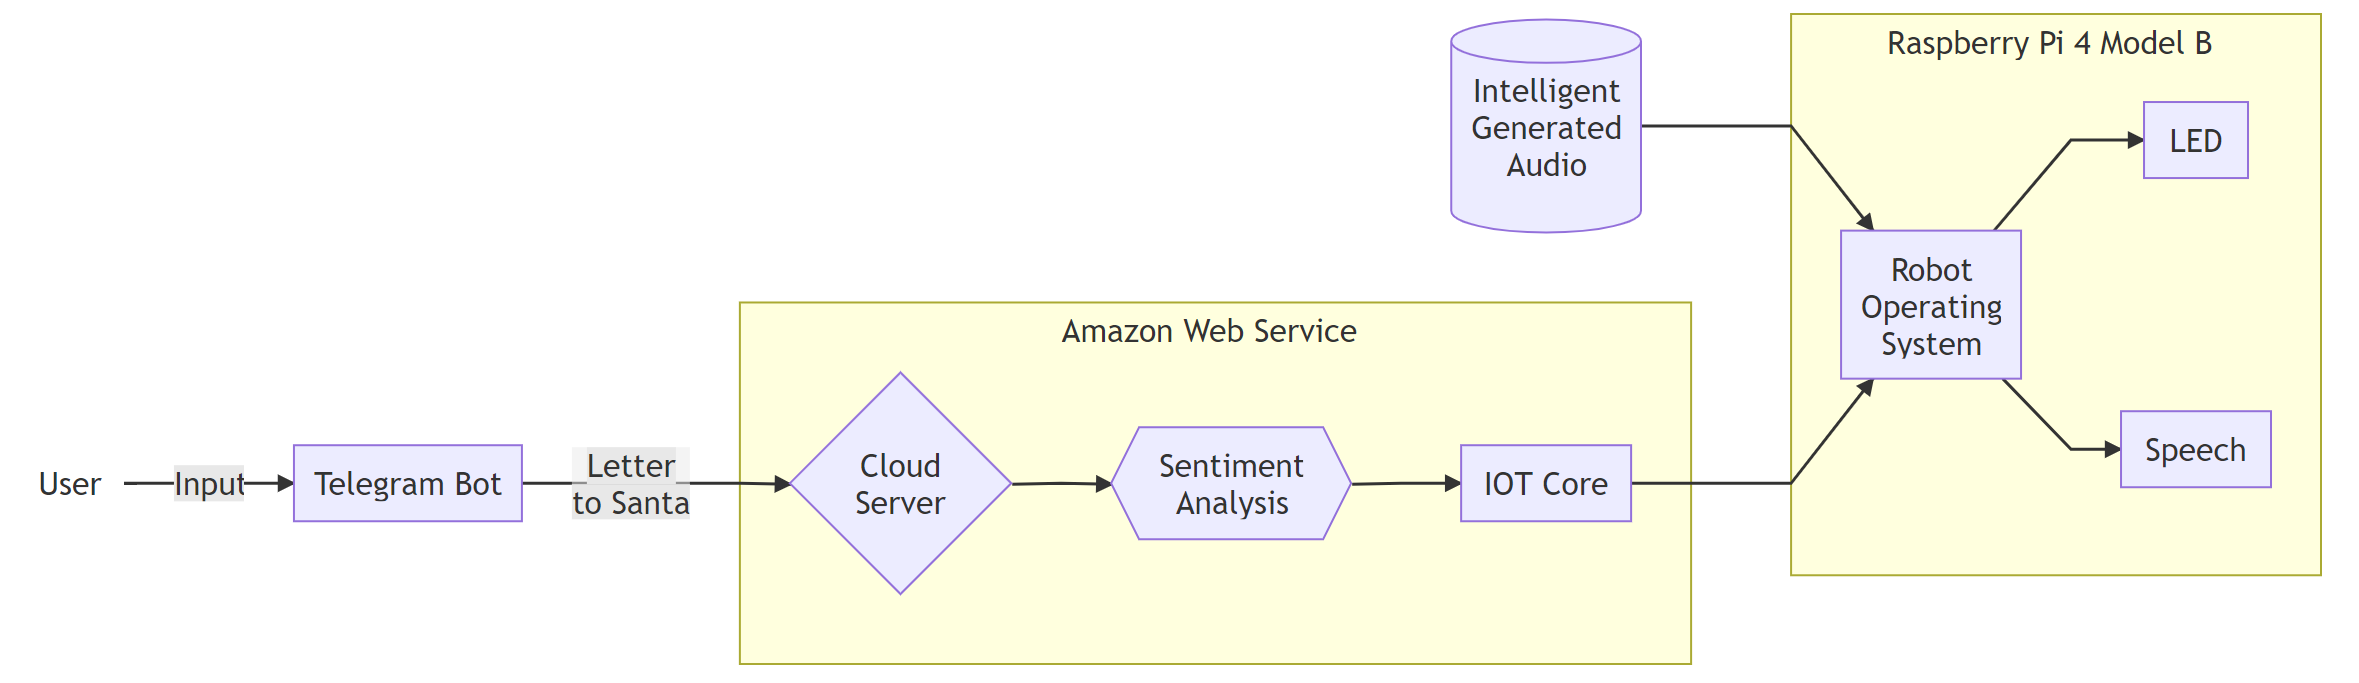 Raspberry Pi 4 Model B
Intelligent
Generated
Audio
LED
Robot
Operating
System
Speech
Amazon Web Service
User
Input
Telegram Bot
Letter
to Santa
Cloud
Server
Sentiment
Analysis
IOT Core